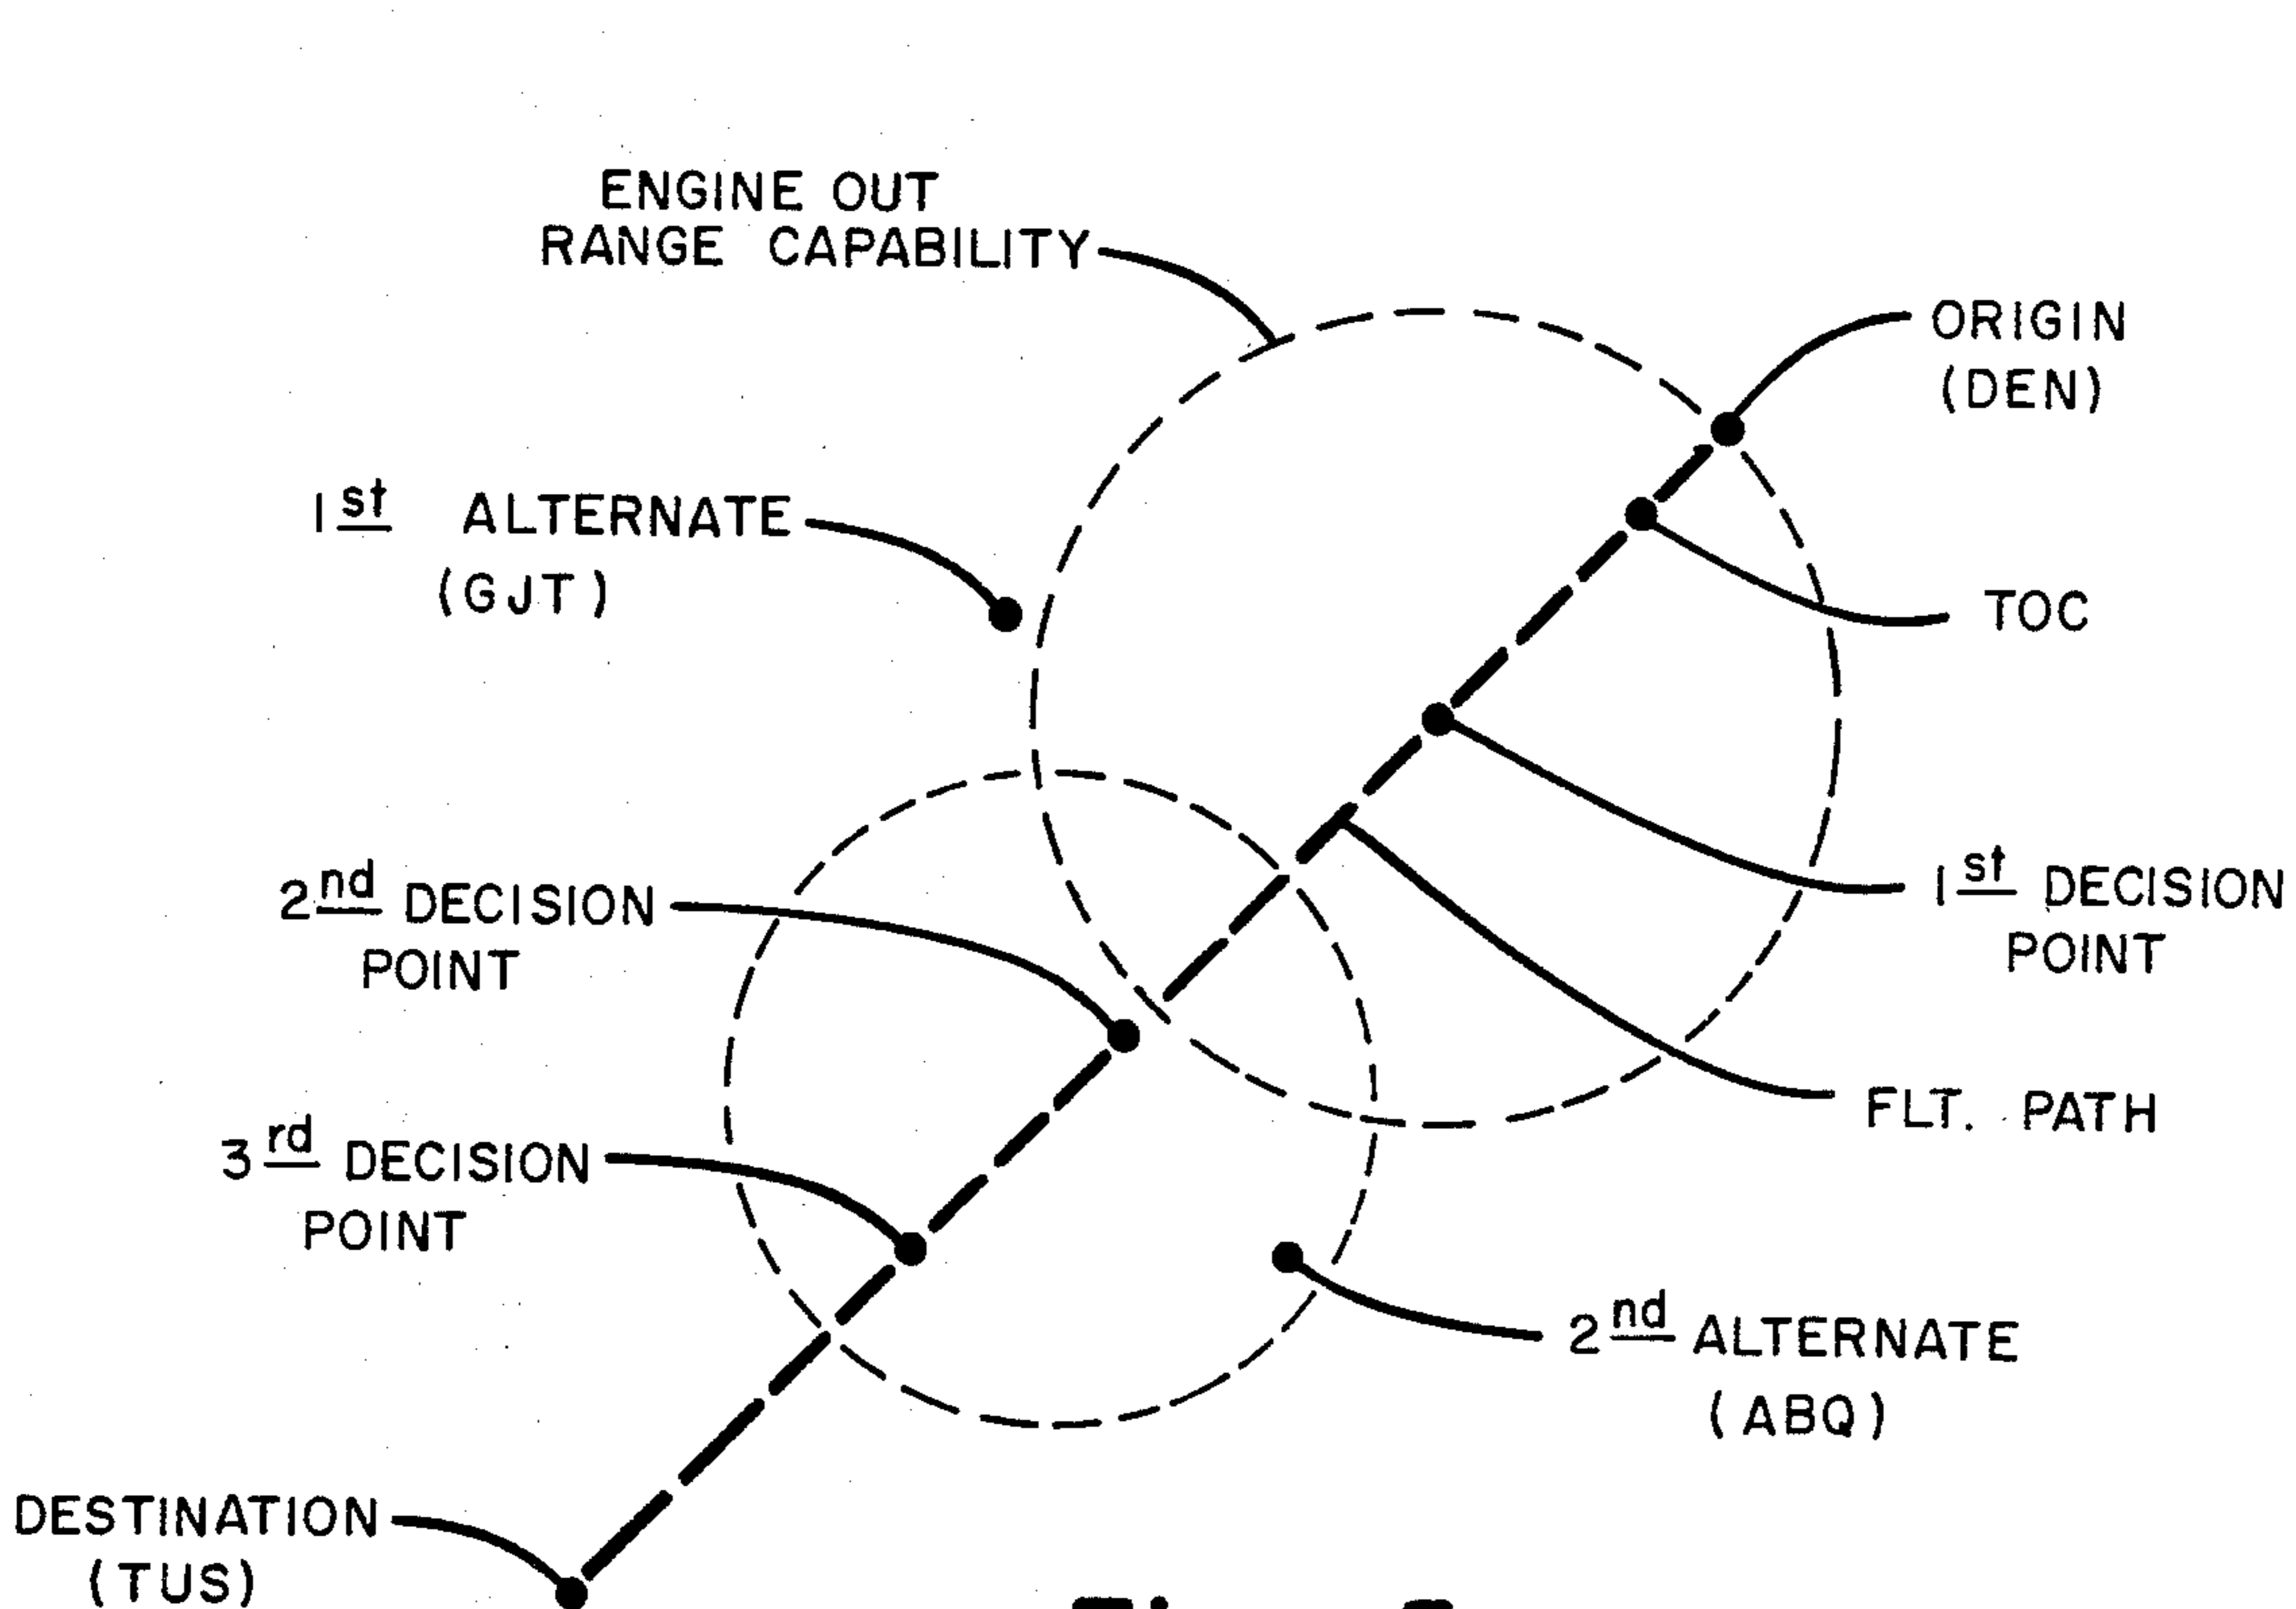 ENGINE OUT
RANGE CAPABILITY
ORIGIN
(DEN)
1st ALTERNATE
(GJT)
TOC
2nd DECISION
POINT
1st DECISION
POINT
FLT. PATH
3rd DECISION
POINT
2nd ALTERNATE
(ABQ)
DESTINATION
(TUS)